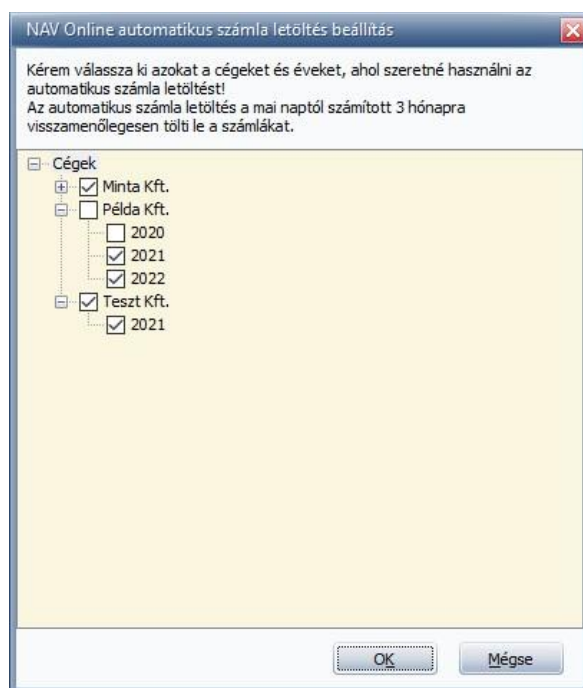 NAV Online automatikus számla letöltés beállítás
Kérem válassza ki azokat a cégeket és éveket, ahol szeretné használni az
automatikus számla letöltést!
Az automatikus számla letöltés a mai naptól számított 3 hónapra
visszamenőlegesen tölti le a számlákat.
Cégek
Minta Kft.
Példa Kft.
2020
2021
2022
Teszt Kft.
2021
OK
Mégse